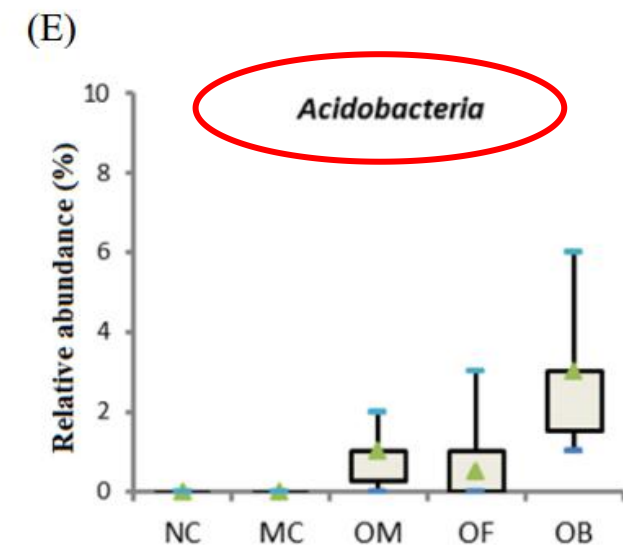 (E)
Acidobacteria
Relative abundance (%)
10
8
6
4
2
0
NC MC OM OF OB